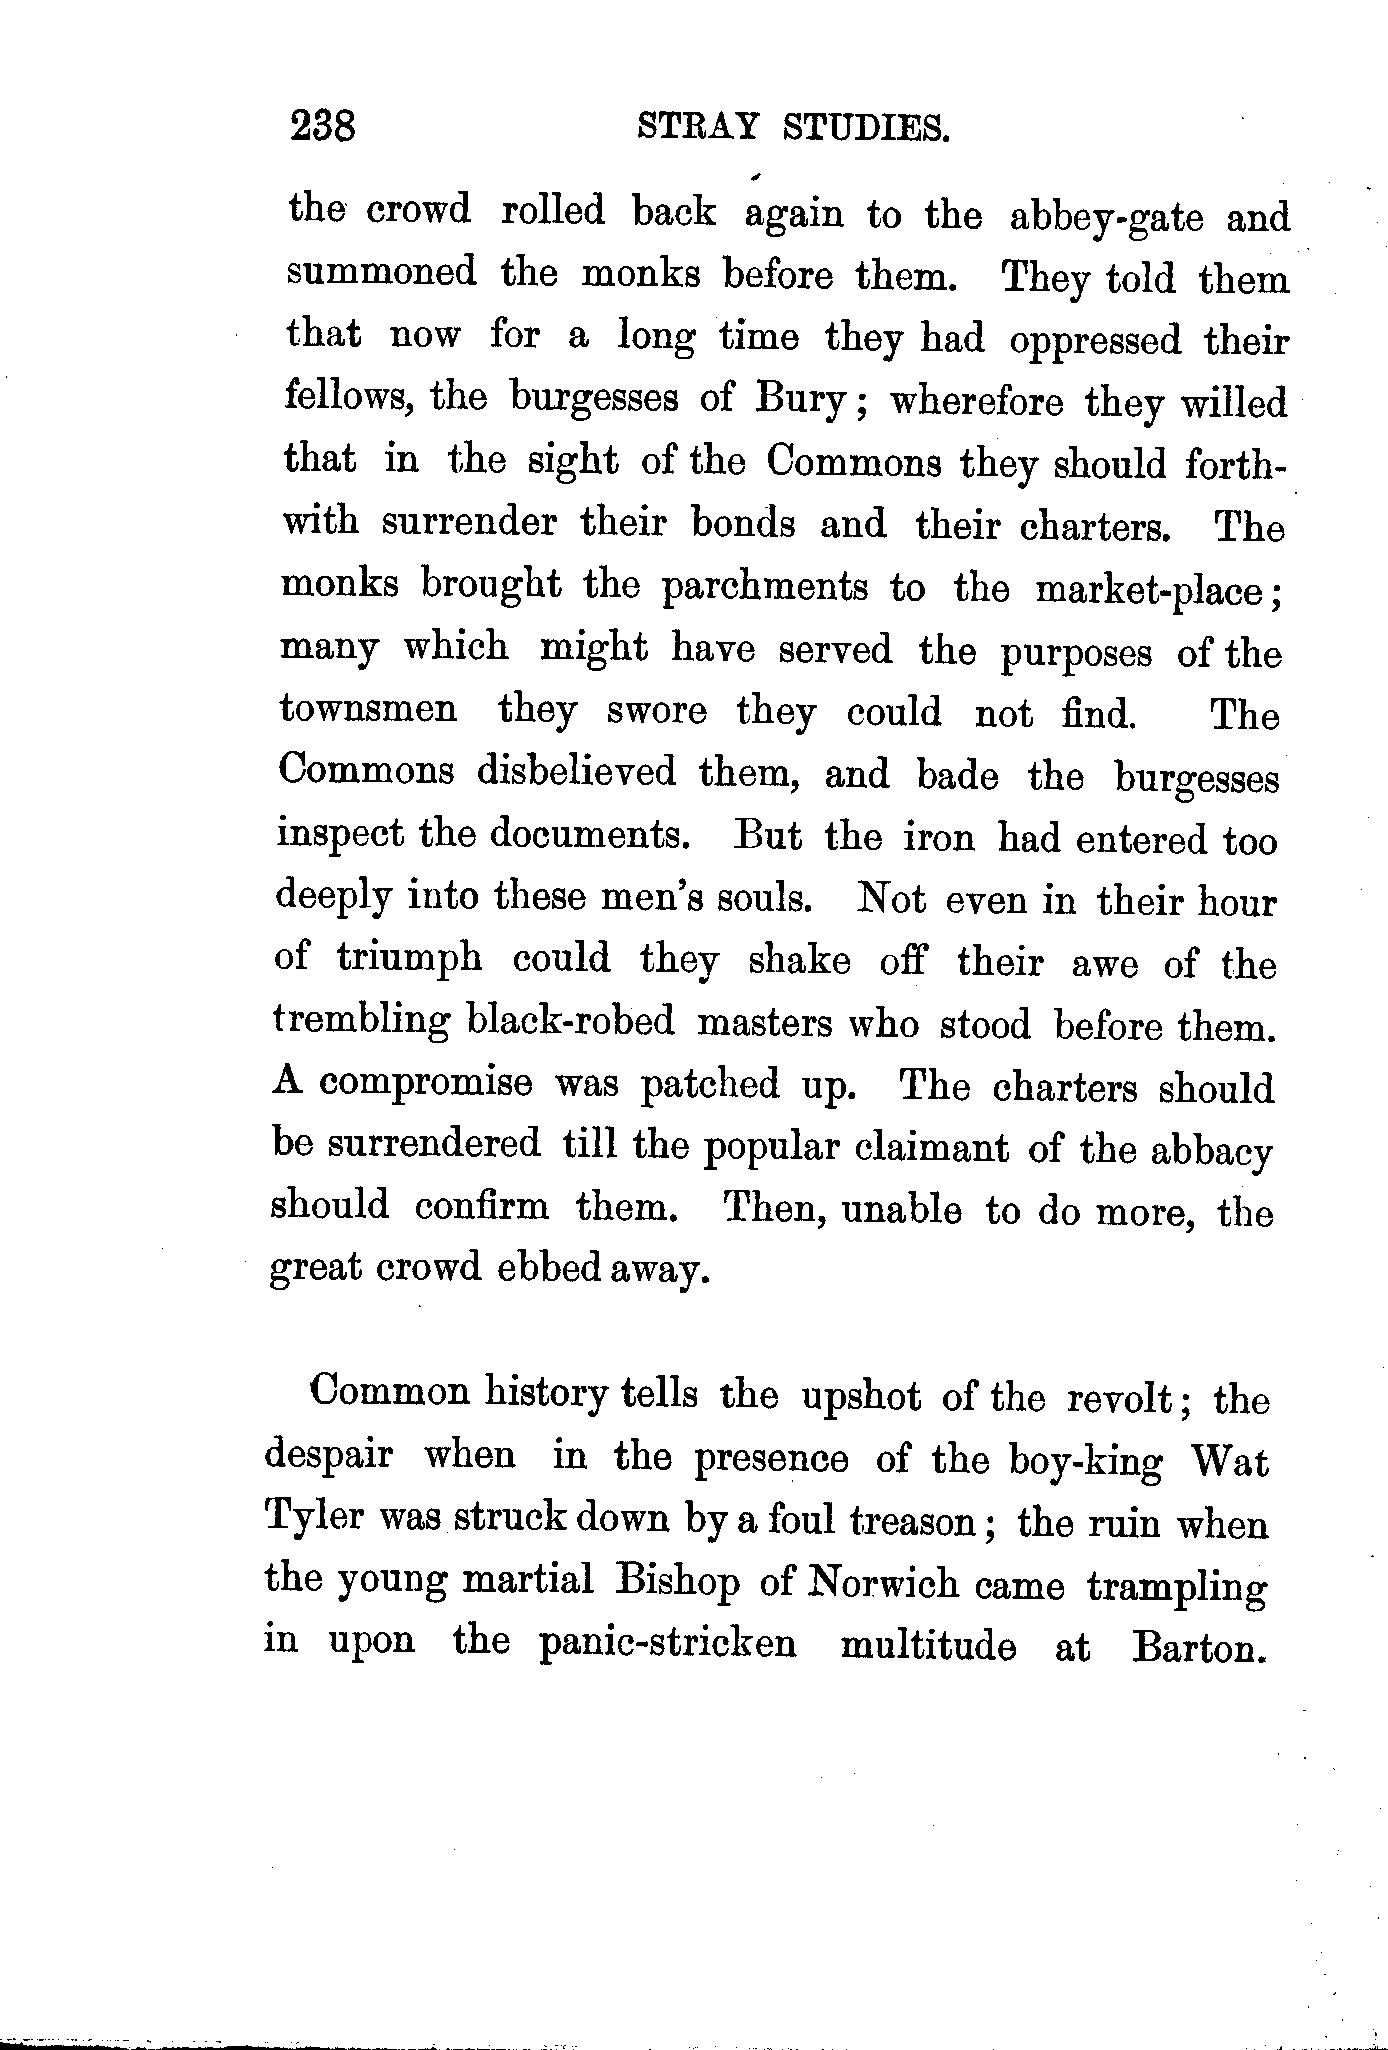 238 STRAY STUDIES.
the crowd rolled back again to the abbey-gate and
summoned the monks before them. They told them
that now for a long time they had oppressed their
fellows, the burgesses of Bury; wherefore they willed
that in the sight of the Commons they should forth-
with surrender their bonds and their charters. The
monks brought the parchments to the market-place;
many which might have served the purposes of the
townsmen they swore they could not find. The
Commons disbelieved them, and bade the burgesses
inspect the documents. But the iron had entered too
deeply into these men's souls. Not even in their hour
of triumph could they shake off their awe of the
trembling black-robed masters who stood before them.
A compromise was patched up. The charters should
be surrendered till the popular claimant of the abbacy
should confirm them. Then, unable to do more, the
great crowd ebbed away.
Common history tells the upshot of the revolt; the
despair when in the presence of the boy-king Wat
Tyler was struck down by a foul treason; the ruin when
the young martial Bishop of Norwich came trampling
in upon the panic-stricken multitude at Barton.